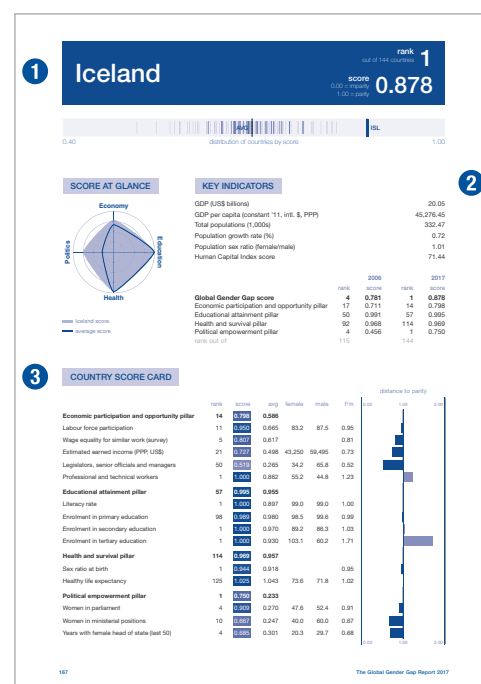 1
Iceland
rank
out of 144 countries
1
score
0.00 = imparity
1.00 = parity
0.878
AVG
ISL
0.40
distribution of countries by score
1.00
2
SCORE AT GLANCE
Economy
Politics
Education
Health
Iceland score
average score
KEY INDICATORS
GDP (US$ billions) 20.05
GDP per capita (constant '11, intl. $, PPP) 45,276.45
Total populations (1,000s) 332.47
Population growth rate (%) 0.72
Population sex ratio (female/male) 1.01
Human Capital Index score 71.44
2006 2017
rank score rank score
Global Gender Gap score 4 0.781 1 0.878
Economic participation and opportunity pillar 17 0.711 14 0.798
Educational attainment pillar 50 0.991 57 0.995
Health and survival pillar 92 0.968 114 0.969
Political empowerment pillar 4 0.456 1 0.750
rank out of 115 144
3
COUNTRY SCORE CARD
distance to parity
rank score avg female male f/m 0.00 1.00 2.00
Economic participation and opportunity pillar 14 0.798 0.586
Labour force participation 11 0.950 0.665 83.2 87.5 0.95
Wage equality for similar work (survey) 5 0.807 0.617 0.81
Estimated earned income (PPP, US$) 21 0.727 0.498 43,250 59,495 0.73
Legislators, senior officials and managers 50 0.519 0.265 34.2 65.8 0.52
Professional and technical workers 1 1.000 0.862 55.2 44.8 1.23
Educational attainment pillar 57 0.995 0.955
Literacy rate 1 1.000 0.897 99.0 99.0 1.00
Enrolment in primary education 98 0.989 0.980 98.5 99.6 0.99
Enrolment in secondary education 1 1.000 0.970 89.2 86.3 1.03
Enrolment in tertiary education 1 1.000 0.930 103.1 60.2 1.71
Health and survival pillar 114 0.969 0.957
Sex ratio at birth 1 0.944 0.918 0.95
Healthy life expectancy 125 1.025 1.043 73.6 71.8 1.02
Political empowerment pillar 1 0.750 0.233
Women in parliament 4 0.909 0.270 47.6 52.4 0.91
Women in ministerial positions 10 0.667 0.247 40.0 60.0 0.67
Years with female head of state (last 50) 4 0.685 0.301 20.3 29.7 0.68
0.00 1.00 2.00
167 The Global Gender Gap Report 2017